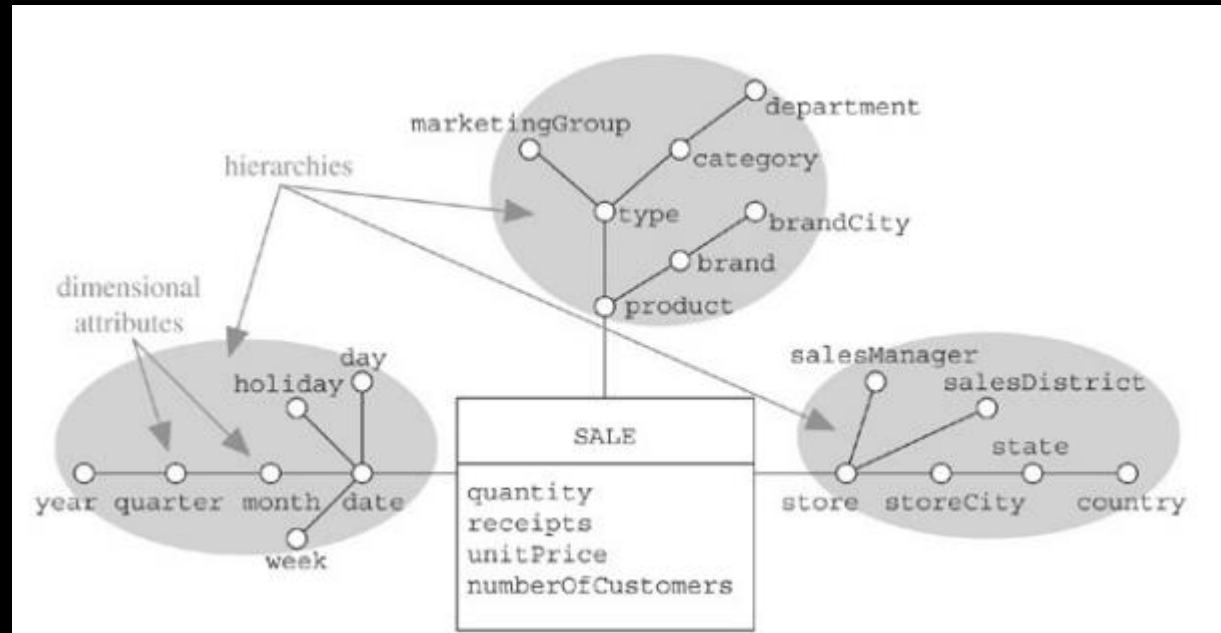 department
marketingGroup
category
hierarchies
type
brandCity
brand
dimensional
attributes
product
day
holiday
salesManager
salesDistrict
SALE
state
quantity
year quarter month date
store storeCity country
receipts
unitPrice
week
numberOfCustomers